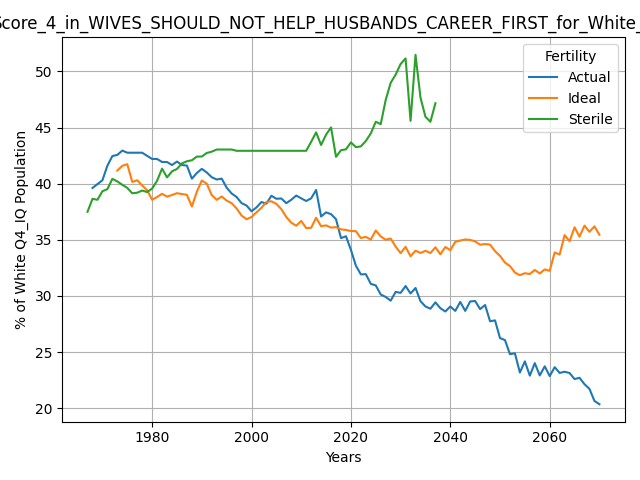 Score_4_in_WIVES_SHOULD_NOT_HELP_HUSBANDS_CAREER_FIRST_for_White_
Fertility
Actual
Ideal
Sterile
% of White Q4_IQ Population
50
45
40
35
30
25
20
1980
2000
2020
2040
2060
Years